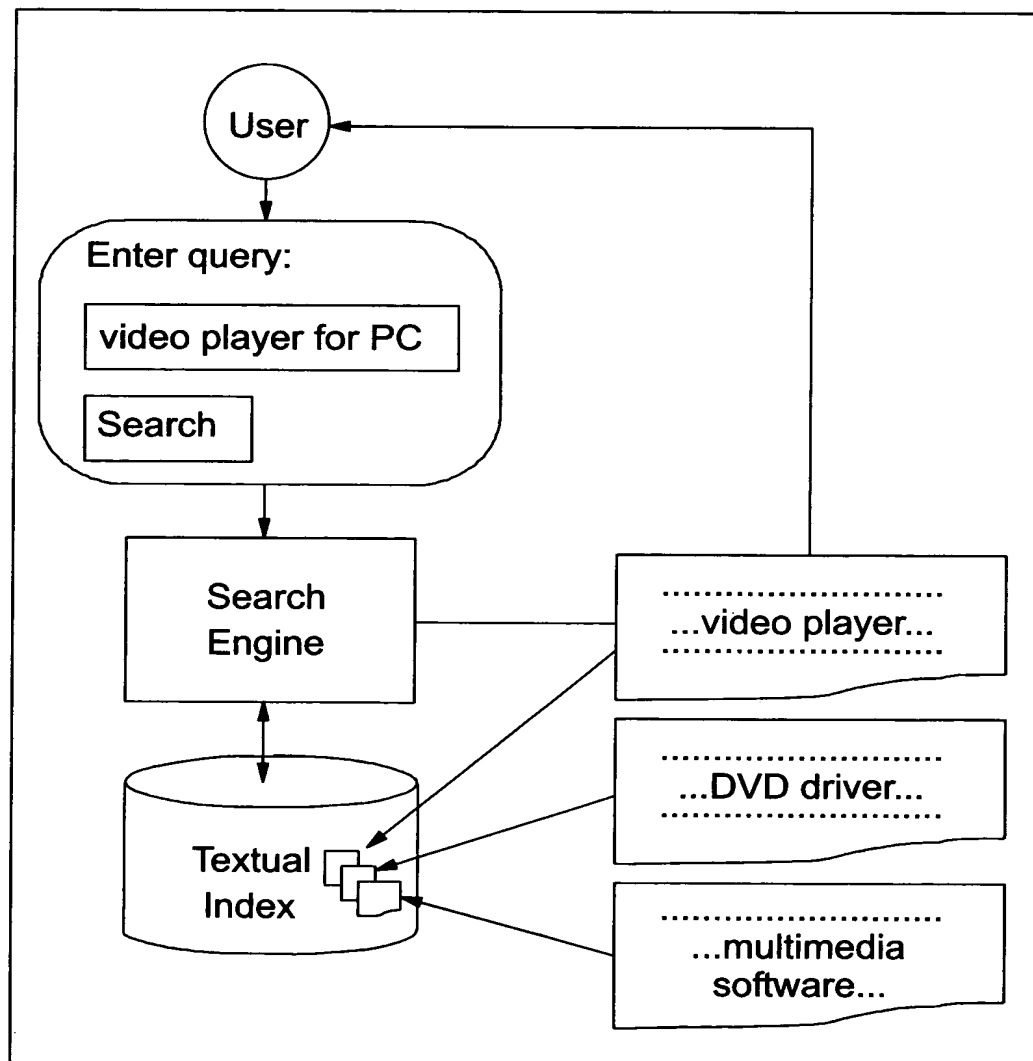 User
Enter query:
video player for PC
Search
Search
Engine
Textual
Index
...video player...
...DVD driver...
...multimedia
software...